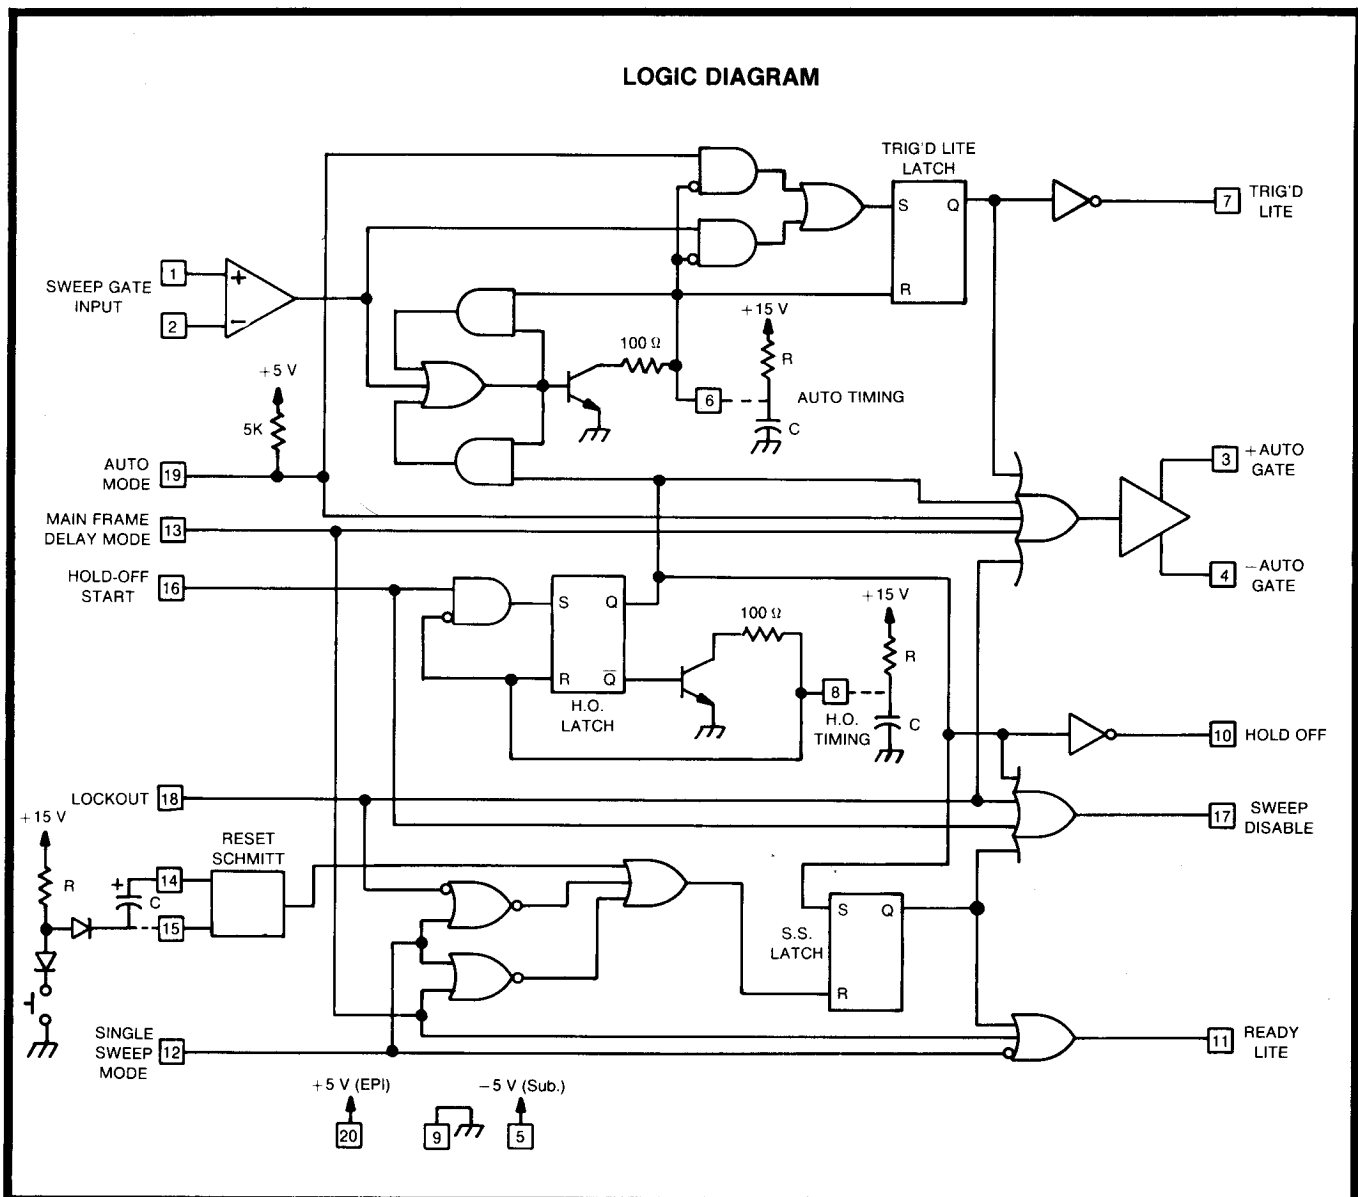 LOGIC DIAGRAM
TRIG'D LITE
LATCH
S
Q
R
7
TRIG'D
LITE
1
SWEEP GATE
INPUT
2
+
−
+15 V
R
100 Ω
6
AUTO TIMING
C
+5 V
5K
AUTO
MODE
19
3
+AUTO
GATE
MAIN FRAME
DELAY MODE
13
4
−AUTO
GATE
HOLD-OFF
START
16
S
Q
R
Q̅
H.O.
LATCH
100 Ω
+15 V
R
8
H.O.
TIMING
C
10
HOLD OFF
LOCKOUT
18
17
SWEEP
DISABLE
+15 V
R
RESET
SCHMITT
+
C
14
15
S
Q
S.S.
LATCH
R
SINGLE
SWEEP
MODE
12
11
READY
LITE
+5 V (EPI)
20
9
−5 V (Sub.)
5